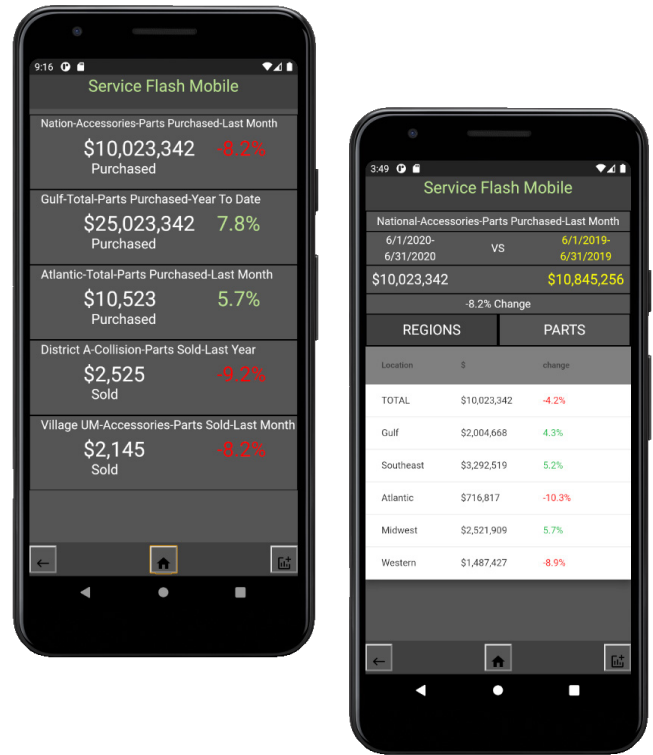 9:16
Service Flash Mobile
Nation-Accessories-Parts Purchased-Last Month
$10,023,342 -8.2%
Purchased
Gulf-Total-Parts Purchased-Year To Date
$25,023,342 7.8%
Purchased
Atlantic-Total-Parts Purchased-Last Month
$10,523 5.7%
Purchased
District A-Collision-Parts Sold-Last Year
$2,525 -9.2%
Sold
Village UM-Accessories-Parts Sold-Last Month
$2,145 -8.2%
Sold
3:49
Service Flash Mobile
National-Accessories-Parts Purchased-Last Month
6/1/2020- 6/1/2019-
VS
6/31/2020 6/31/2019
$10,023,342 $10,845,256
-8.2% Change
REGIONS PARTS
Location $ change
TOTAL $10,023,342 -4.2%
Gulf $2,004,668 4.3%
Southeast $3,292,519 5.2%
Atlantic $716,817 -10.3%
Midwest $2,521,909 5.7%
Western $1,487,427 -8.9%